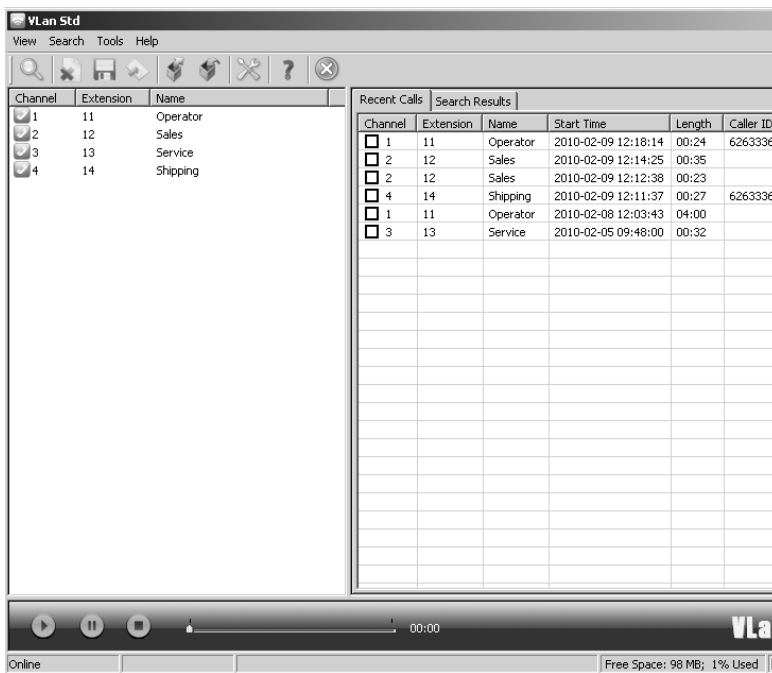 VLan Std
View Search Tools Help
Channel Extension Name
1 11 Operator
2 12 Sales
3 13 Service
4 14 Shipping
Recent Calls Search Results
Channel Extension Name Start Time Length Caller ID
1 11 Operator 2010-02-09 12:18:14 00:24 6263336
2 12 Sales 2010-02-09 12:14:25 00:35
2 12 Sales 2010-02-09 12:12:38 00:23
4 14 Shipping 2010-02-09 12:11:37 00:27 6263336
1 11 Operator 2010-02-08 12:03:43 04:00
3 13 Service 2010-02-05 09:48:00 00:32
00:00
VLa
Online
Free Space: 98 MB; 1% Used